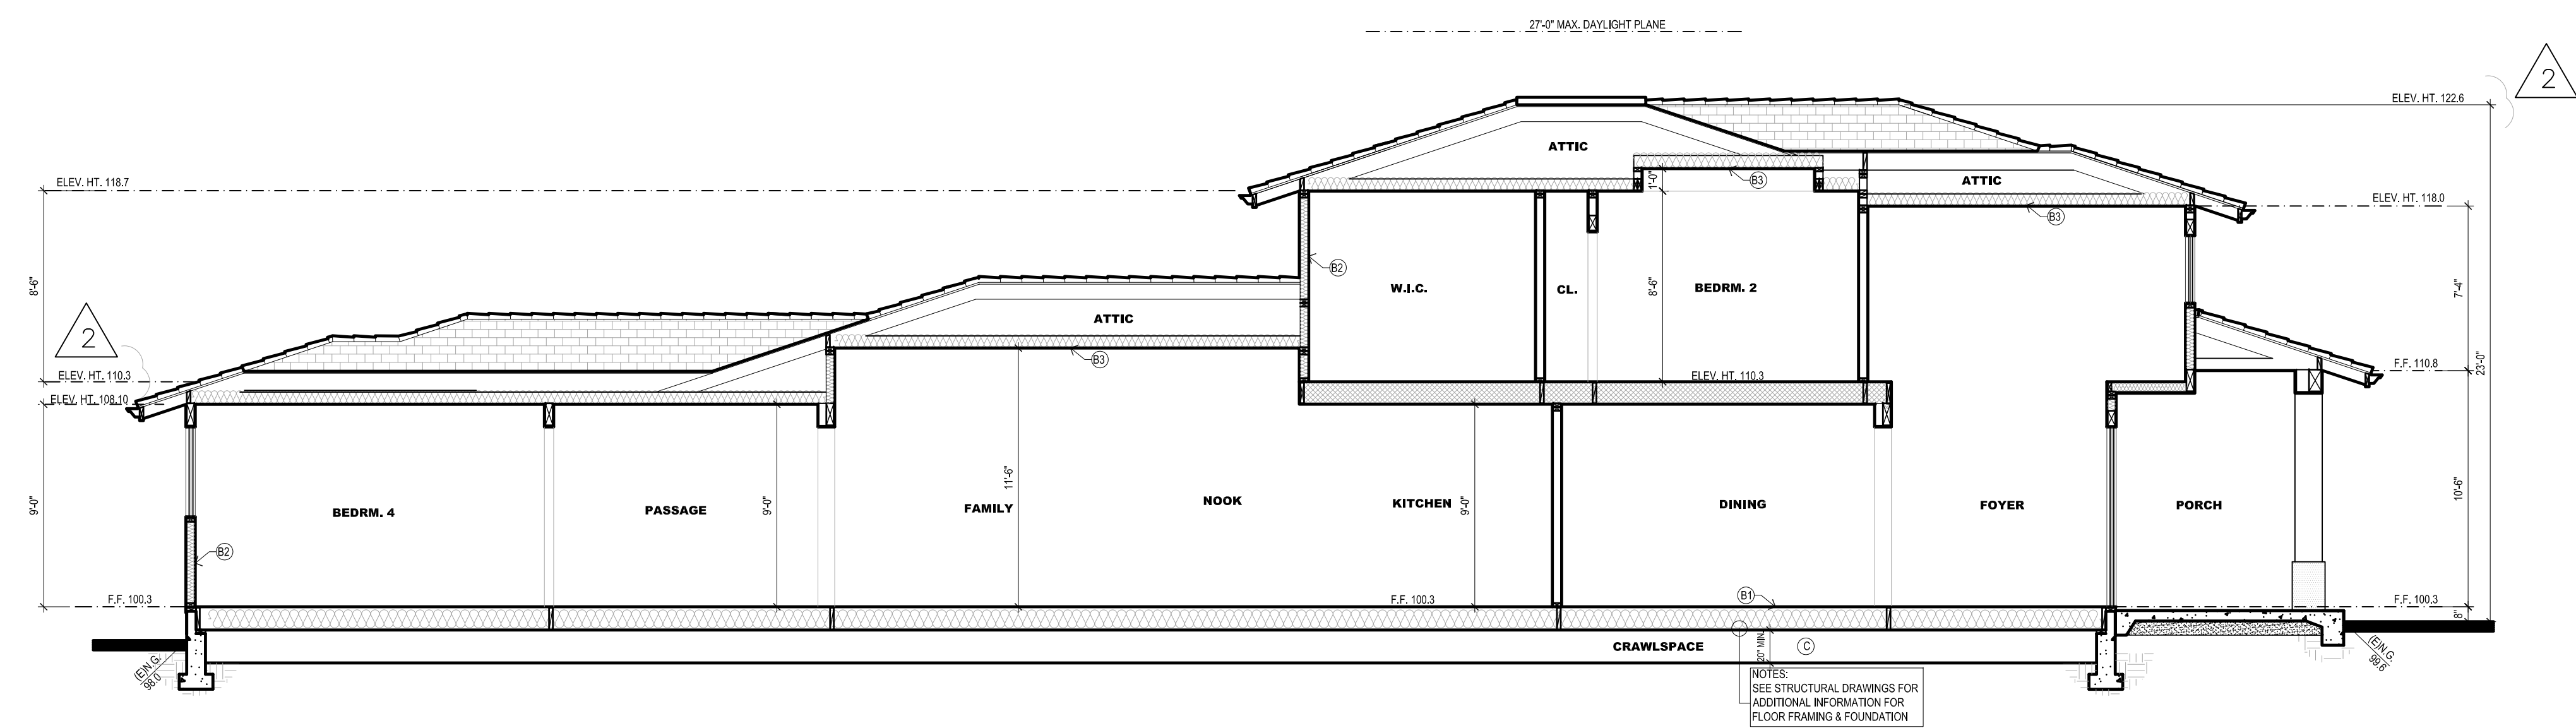 27'-0" MAX. DAYLIGHT PLANE
2
ELEV. HT. 122.6
ATTIC
1'-0"
B3
ATTIC
ELEV. HT. 118.7
ELEV. HT. 118.0
B3
B2
W.I.C.
CL.
8'-6"
BEDRM. 2
8'-6"
7'-4"
2
ATTIC
B3
ELEV. HT. 110.3
ELEV. HT. 110.3
F.F. 110.8
23'-0"
ELEV. HT. 108.10
9'-0"
BEDRM. 4
9'-0"
PASSAGE
11'-6"
FAMILY
NOOK
KITCHEN
9'-0"
DINING
FOYER
PORCH
10'-6"
B2
F.F. 100.3
F.F. 100.3
B1
F.F. 100.3
8"
(E)N.G.
98.0
CRAWLSPACE
20" MIN.
C
(E)N.G.
99.6
NOTES:
SEE STRUCTURAL DRAWINGS FOR
ADDITIONAL INFORMATION FOR
FLOOR FRAMING & FOUNDATION